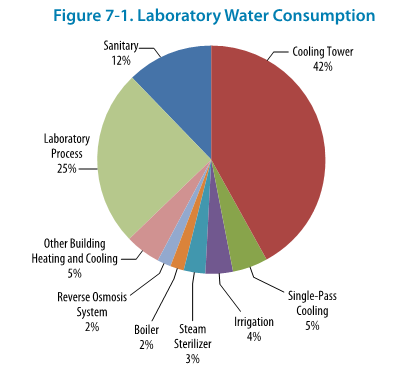 Figure 7-1. Laboratory Water Consumption
Sanitary
12%
Cooling Tower
42%
Laboratory
Process
25%
Other Building
Heating and Cooling
5%
Reverse Osmosis
System
2%
Boiler
2%
Steam
Sterilizer
3%
Irrigation
4%
Single-Pass
Cooling
5%